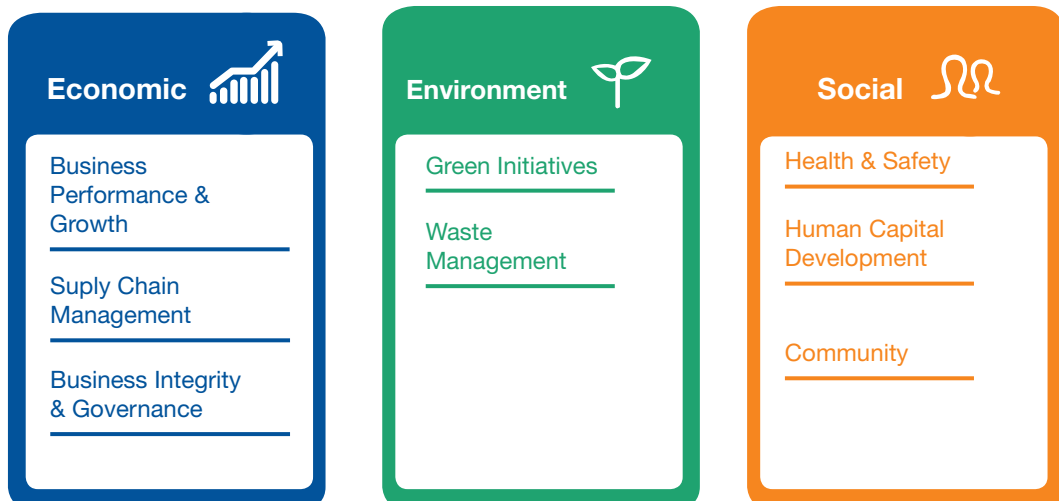 Economic
Business
Performance &
Growth
Suply Chain
Management
Business Integrity
& Governance
Environment
Green Initiatives
Waste
Management
Social
Health & Safety
Human Capital
Development
Community